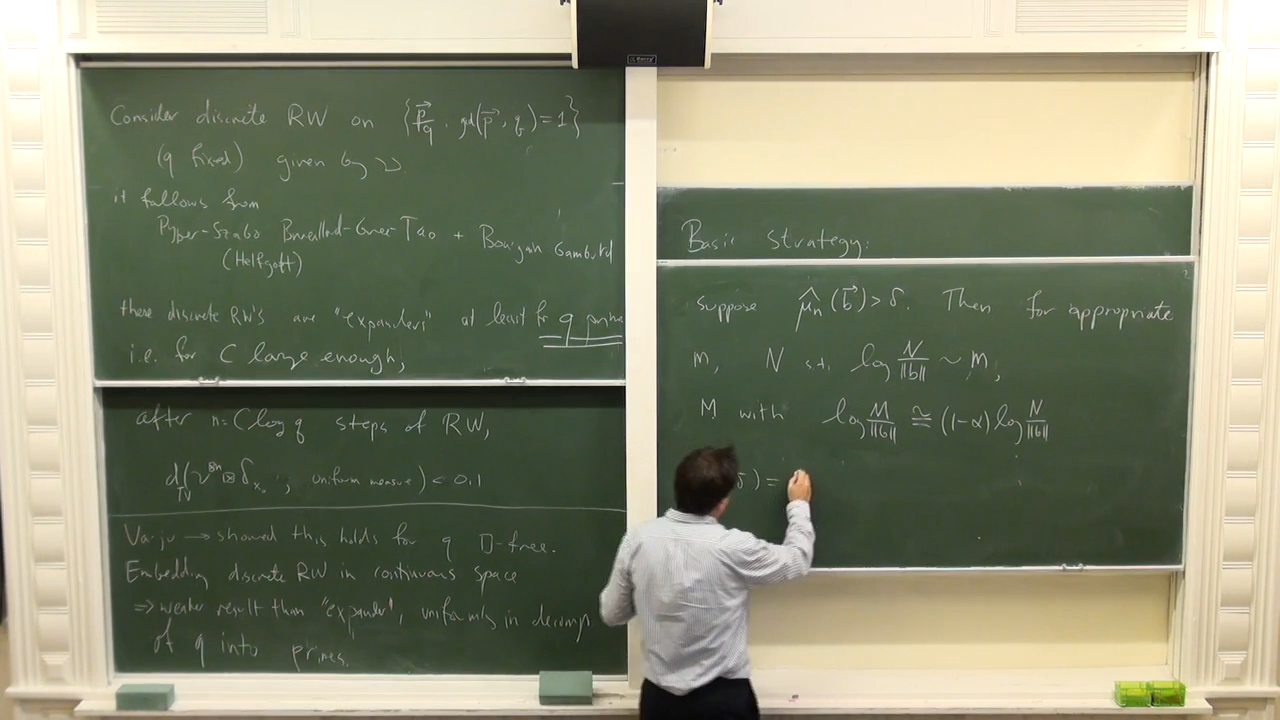 Consider discrete RW on { p⃗/q , gcd(p⃗, q) = 1 }
(q fixed) given by ν
it follows from
Pyber-Szabo Breuillard-Green-Tao + Bourgain Gamburd
(Helfgott)
these discrete RW's are "expanders" at least for q prime
i.e. for C large enough,
after n = C log q steps of RW,
d_TV(ν^{⊛n} ⊛ δ_{x_0} ; uniform measure) < 0.1
Varju → showed this holds for q □-free.
Embedding discrete RW in continuous space
⇒ weaker result than "expander", uniformly in decomp
of q into primes.
Basic strategy:
suppose μ̂_n (b⃗) > δ. Then for appropriate
m, N s.t. log N/||b|| ~ m,
M with log M/||b|| ≅ (1-α) log N/||b||
δ) =